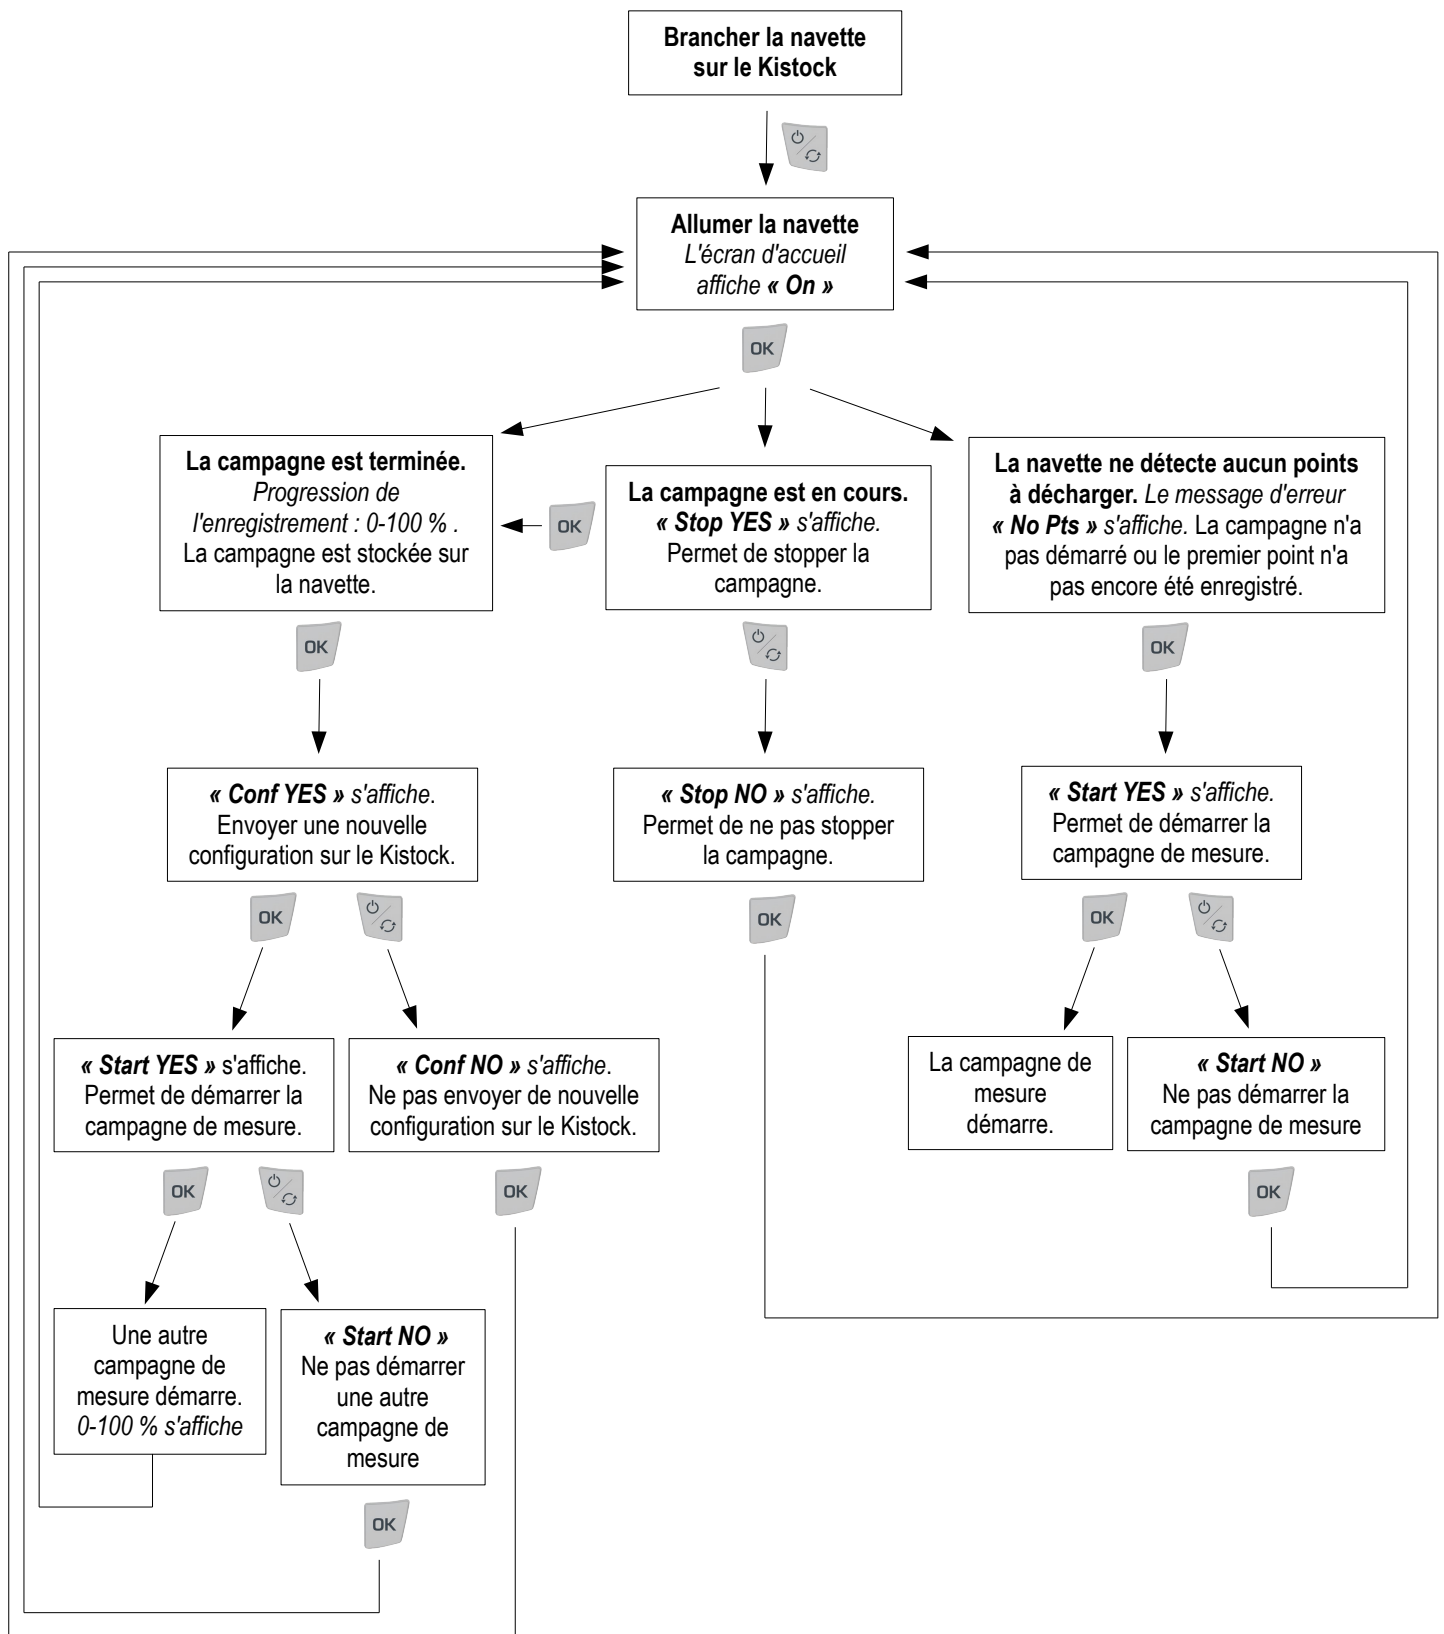 Brancher la navette
sur le Kistock
Allumer la navette
L'écran d'accueil
affiche « On »
OK
La campagne est terminée.
Progression de
l'enregistrement : 0-100 % .
La campagne est stockée sur
la navette.
OK
La campagne est en cours.
« Stop YES » s'affiche.
Permet de stopper la
campagne.
La navette ne détecte aucun points
à décharger. Le message d'erreur
« No Pts » s'affiche. La campagne n'a
pas démarré ou le premier point n'a
pas encore été enregistré.
OK
OK
« Conf YES » s'affiche.
Envoyer une nouvelle
configuration sur le Kistock.
« Stop NO » s'affiche.
Permet de ne pas stopper
la campagne.
« Start YES » s'affiche.
Permet de démarrer la
campagne de mesure.
OK
OK
OK
« Start YES » s'affiche.
Permet de démarrer la
campagne de mesure.
« Conf NO » s'affiche.
Ne pas envoyer de nouvelle
configuration sur le Kistock.
La campagne de
mesure
démarre.
« Start NO »
Ne pas démarrer la
campagne de mesure
OK
OK
OK
Une autre
campagne de
mesure démarre.
0-100 % s'affiche
« Start NO »
Ne pas démarrer
une autre
campagne de
mesure
OK